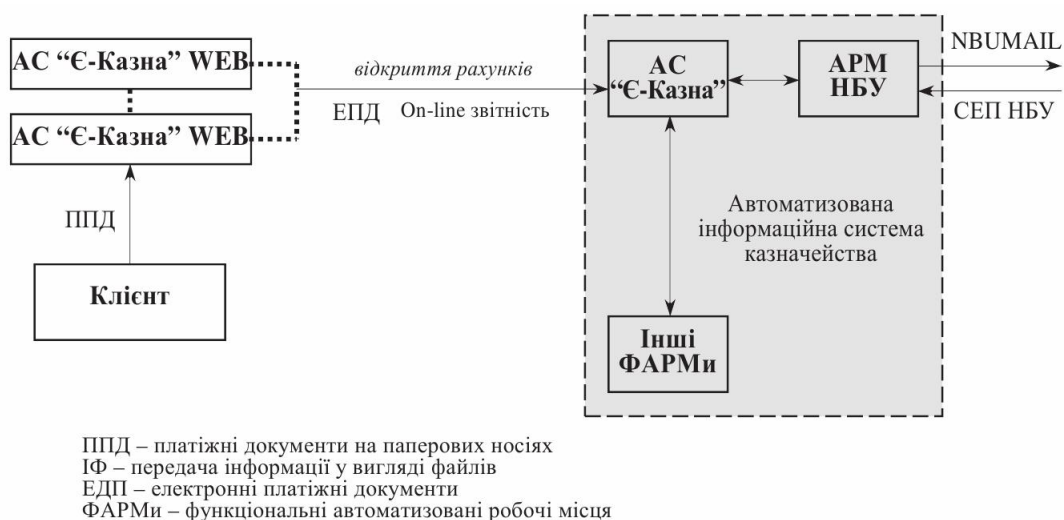 АС “Є-Казна” WEB
АС “Є-Казна” WEB
ППД
Клієнт
відкриття рахунків
ЕПД On-line звітність
АС
“Є-Казна”
АРМ
НБУ
NBUMAIL
СЕП НБУ
Автоматизована
інформаційна система
казначейства
Інші
ФАРМи
ППД – платіжні документи на паперових носіях
ІФ – передача інформації у вигляді файлів
ЕДП – електронні платіжні документи
ФАРМи – функціональні автоматизовані робочі місця